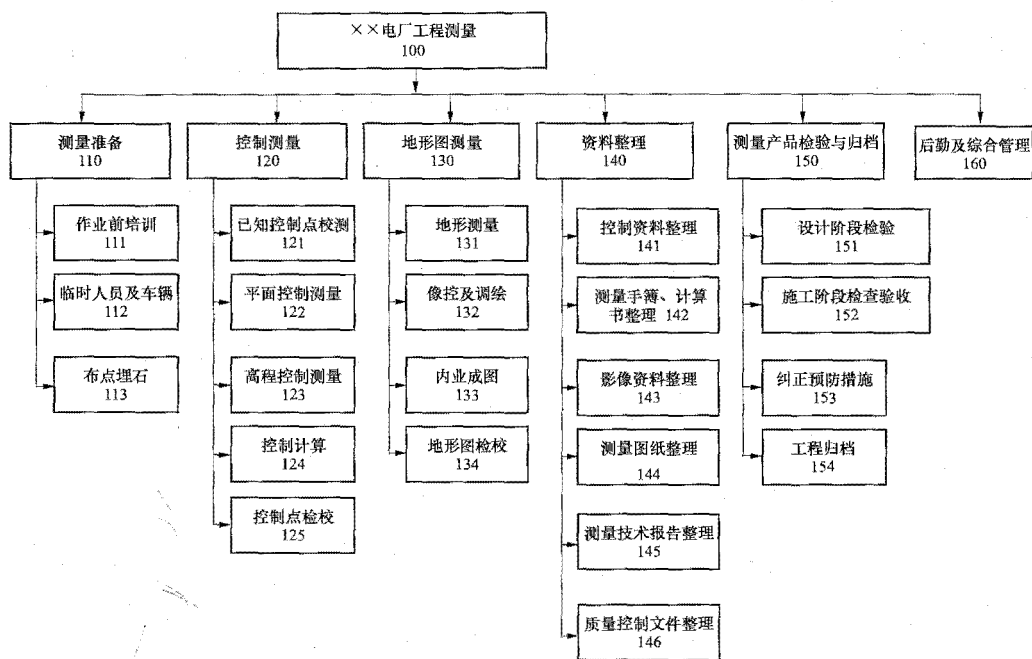 ××电厂工程测量
100
测量准备
110
作业前培训
111
临时人员及车辆
112
布点埋石
113
控制测量
120
已知控制点校测
121
平面控制测量
122
高程控制测量
123
控制计算
124
控制点检校
125
地形图测量
130
地形测量
131
像控及调绘
132
内业成图
133
地形图检校
134
资料整理
140
控制资料整理
141
测量手簿、计算
书整理 142
影像资料整理
143
测量图纸整理
144
测量技术报告整理
145
质量控制文件整理
146
测量产品检验与归档
150
设计阶段检验
151
施工阶段检查验收
152
纠正预防措施
153
工程归档
154
后勤及综合管理
160